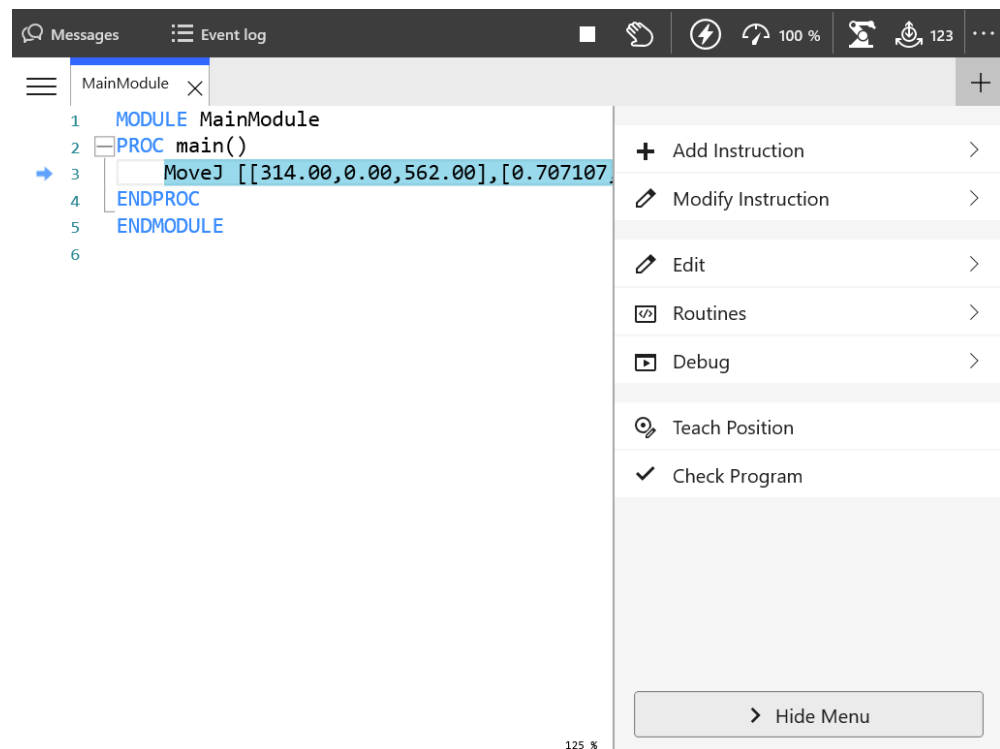 Messages Event log 100 % 123 ...
MainModule
1 MODULE MainModule
2 PROC main()
3 MoveJ [[314.00,0.00,562.00],[0.707107,
4 ENDPROC
5 ENDMODULE
6
Add Instruction
Modify Instruction
Edit
Routines
Debug
Teach Position
Check Program
Hide Menu
125 %